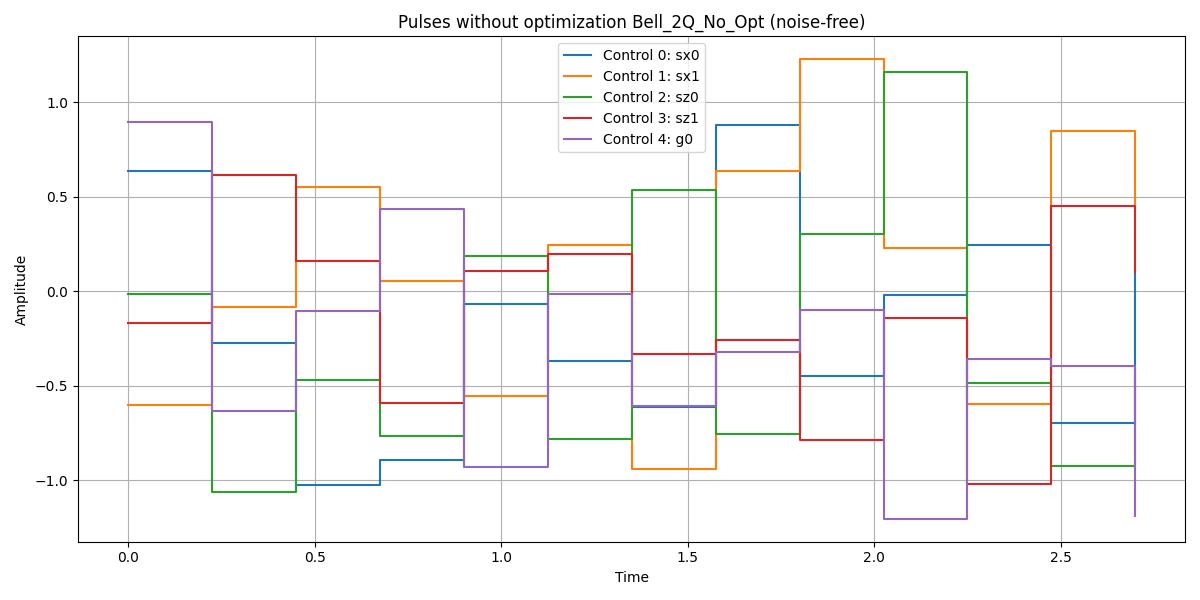 Pulses without optimization Bell_2Q_No_Opt (noise-free)
Control 0: sx0
Control 1: sx1
Control 2: sz0
Control 3: sz1
Control 4: g0
Amplitude
1.0
0.5
0.0
−0.5
−1.0
0.0 0.5 1.0 1.5 2.0 2.5
Time